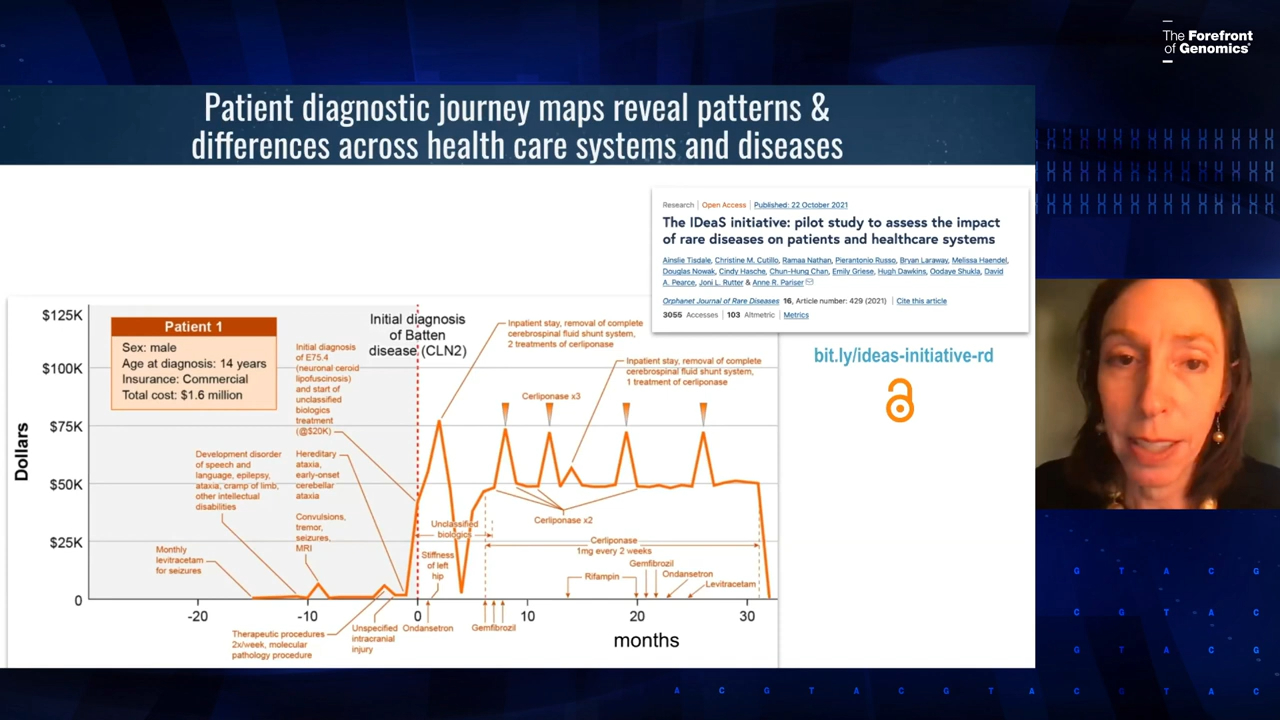 The Forefront
of Genomics®
Patient diagnostic journey maps reveal patterns &
differences across health care systems and diseases
Research | Open Access | Published: 22 October 2021
The IDeaS initiative: pilot study to assess the impact
of rare diseases on patients and healthcare systems
Ainslie Tisdale, Christine M. Cutillo, Ramaa Nathan, Pierantonio Russo, Bryan Laraway, Melissa Haendel,
Douglas Nowak, Cindy Hasche, Chun-Hung Chan, Emily Griese, Hugh Dawkins, Oodaye Shukla, David
A. Pearce, Joni L. Rutter & Anne R. Pariser
Orphanet Journal of Rare Diseases 16, Article number: 429 (2021) | Cite this article
3055 Accesses | 103 Altmetric | Metrics
bit.ly/ideas-initiative-rd
$125K
$100K
$75K
$50K
$25K
0
Dollars
Patient 1
Sex: male
Age at diagnosis: 14 years
Insurance: Commercial
Total cost: $1.6 million
Initial diagnosis
of Batten
disease (CLN2)
Initial diagnosis
of E75.4
(neuronal ceroid
lipofuscinosis)
and start of
unclassified
biologics
treatment
(@$20K)
Inpatient stay, removal of complete
cerebrospinal fluid shunt system,
2 treatments of cerliponase
Inpatient stay, removal of complete
cerebrospinal fluid shunt system,
1 treatment of cerliponase
Cerliponase x3
Development disorder
of speech and
language, epilepsy,
ataxia, cramp of limb,
other intellectual
disabilities
Hereditary
ataxia,
early-onset
cerebellar
ataxia
Convulsions,
tremor,
seizures,
MRI
Monthly
levitracetam
for seizures
Unclassified
biologics
Stiffness
of left
hip
Cerliponase x2
Cerliponase
1mg every 2 weeks
Rifampin
Gemfibrozil
Ondansetron
Levitracetam
-20
-10
0
10
20
30
Therapeutic procedures
2x/week, molecular
pathology procedure
Unspecified
intracranial
injury
Ondansetron
Gemfibrozil
months
G T A C G
C G T A C
G T A C G
A C G T A C G T A C G T A C